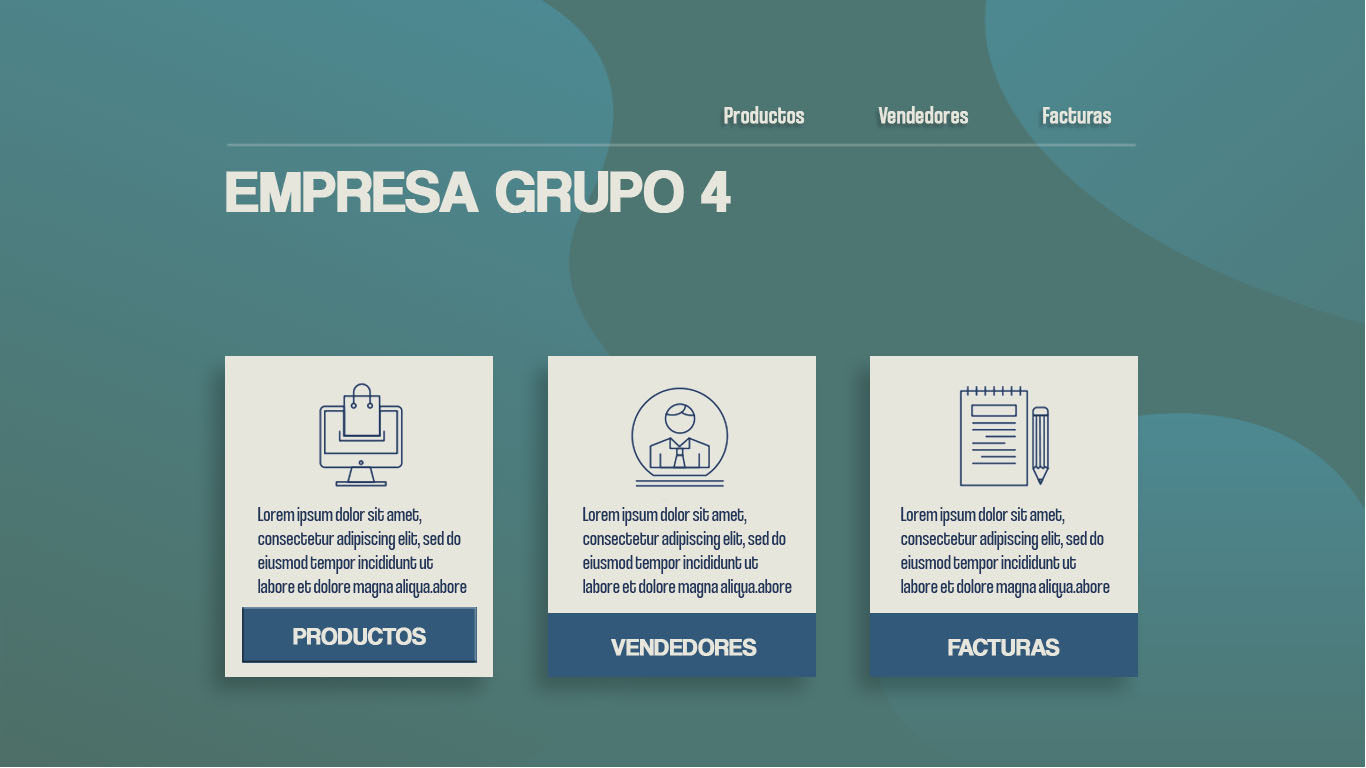 Productos Vendedores Facturas
EMPRESA GRUPO 4
Lorem ipsum dolor sit amet,
consectetur adipiscing elit, sed do
eiusmod tempor incididunt ut
labore et dolore magna aliqua.abore
PRODUCTOS
Lorem ipsum dolor sit amet,
consectetur adipiscing elit, sed do
eiusmod tempor incididunt ut
labore et dolore magna aliqua.abore
VENDEDORES
Lorem ipsum dolor sit amet,
consectetur adipiscing elit, sed do
eiusmod tempor incididunt ut
labore et dolore magna aliqua.abore
FACTURAS